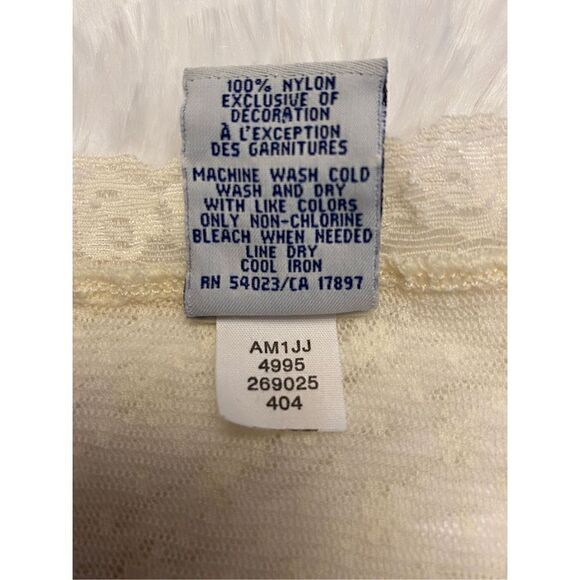 100% NYLON
EXCLUSIVE OF
DECORATION
À L'EXCEPTION
DES GARNITURES
MACHINE WASH COLD
WASH AND DRY
WITH LIKE COLORS
ONLY NON-CHLORINE
BLEACH WHEN NEEDED
LINE DRY
COOL IRON
RN 54023/CA 17897
AM1JJ
4995
269025
404